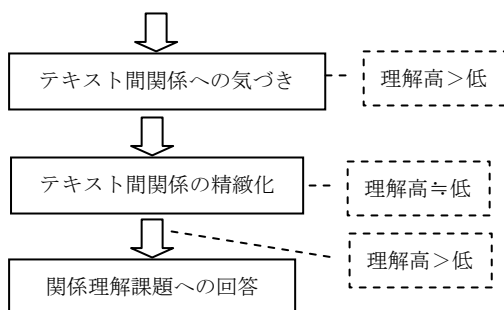 テキスト間関係への気づき
理解高＞低
テキスト間関係の精緻化
理解高≒低
理解高＞低
関係理解課題への回答